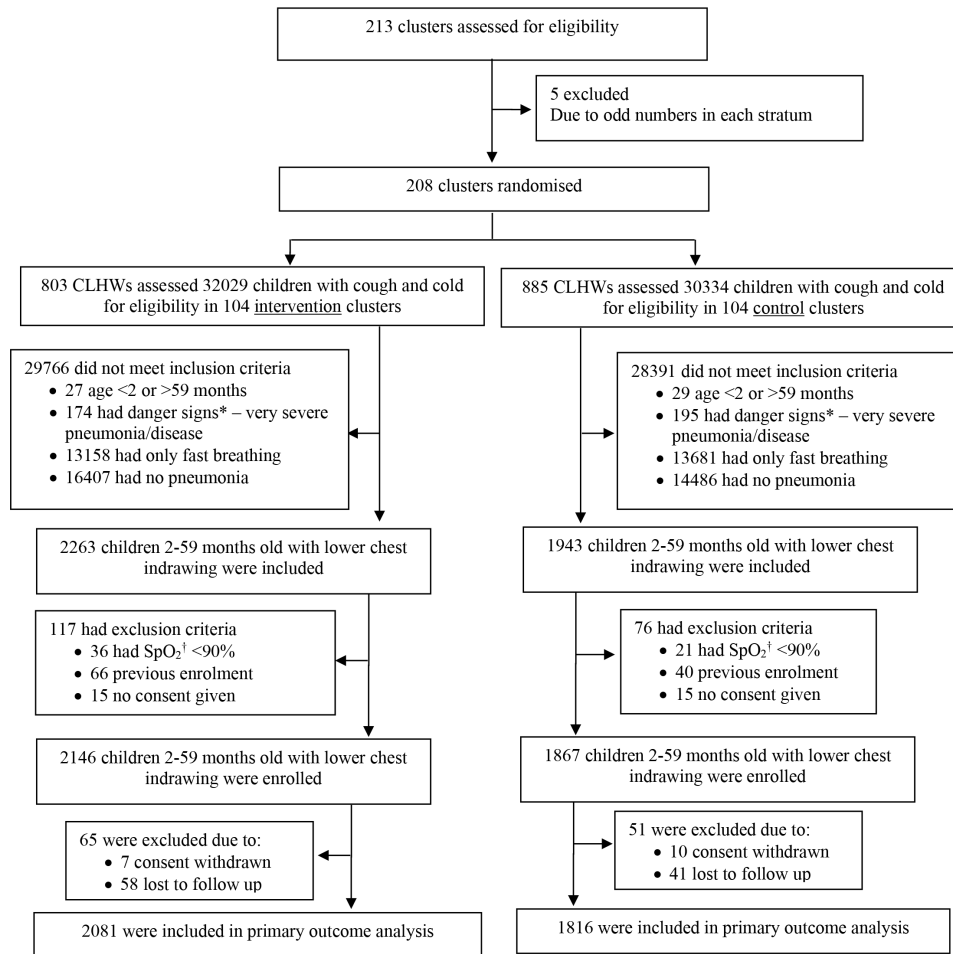 213 clusters assessed for eligibility
5 excluded
Due to odd numbers in each stratum
208 clusters randomised
803 CLHWs assessed 32029 children with cough and cold
for eligibility in 104 intervention clusters
885 CLHWs assessed 30334 children with cough and cold
for eligibility in 104 control clusters
29766 did not meet inclusion criteria
• 27 age <2 or >59 months
• 174 had danger signs* – very severe
pneumonia/disease
• 13158 had only fast breathing
• 16407 had no pneumonia
28391 did not meet inclusion criteria
• 29 age <2 or >59 months
• 195 had danger signs* – very severe
pneumonia/disease
• 13681 had only fast breathing
• 14486 had no pneumonia
2263 children 2-59 months old with lower chest
indrawing were included
1943 children 2-59 months old with lower chest
indrawing were included
117 had exclusion criteria
• 36 had SpO₂† <90%
• 66 previous enrolment
• 15 no consent given
76 had exclusion criteria
• 21 had SpO₂† <90%
• 40 previous enrolment
• 15 no consent given
2146 children 2-59 months old with lower chest
indrawing were enrolled
1867 children 2-59 months old with lower chest
indrawing were enrolled
65 were excluded due to:
• 7 consent withdrawn
• 58 lost to follow up
51 were excluded due to:
• 10 consent withdrawn
• 41 lost to follow up
2081 were included in primary outcome analysis
1816 were included in primary outcome analysis